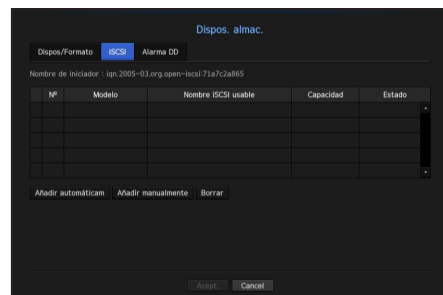 Dispos. almac.
Dispos/Formato iSCSI Alarma DD
Nombre de Iniciador : iqn.2005-03.org.open-iscsi:71a7c2a865
Nº Modelo Nombre ISCSI usable Capacidad Estado
Añadir automáticam Añadir manualmente Borrar
Acept. Cancel